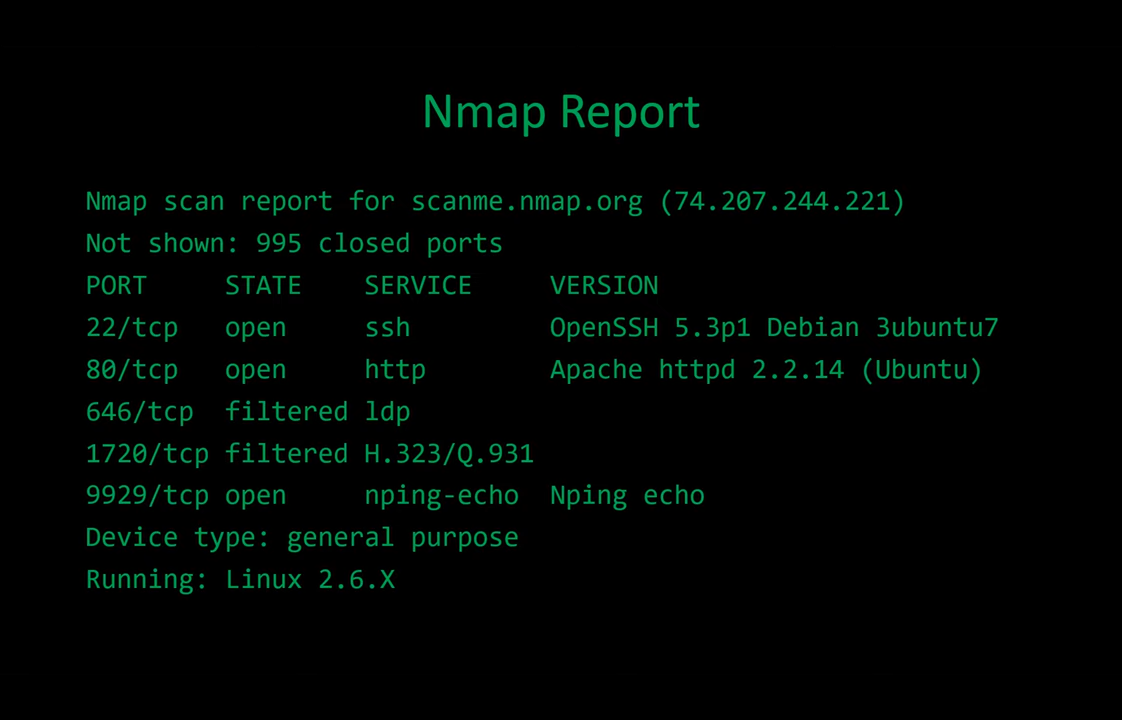 Nmap Report
Nmap scan report for scanme.nmap.org (74.207.244.221)
Not shown: 995 closed ports
PORT     STATE    SERVICE     VERSION
22/tcp   open     ssh         OpenSSH 5.3p1 Debian 3ubuntu7
80/tcp   open     http        Apache httpd 2.2.14 (Ubuntu)
646/tcp  filtered ldp
1720/tcp filtered H.323/Q.931
9929/tcp open     nping-echo  Nping echo
Device type: general purpose
Running: Linux 2.6.X